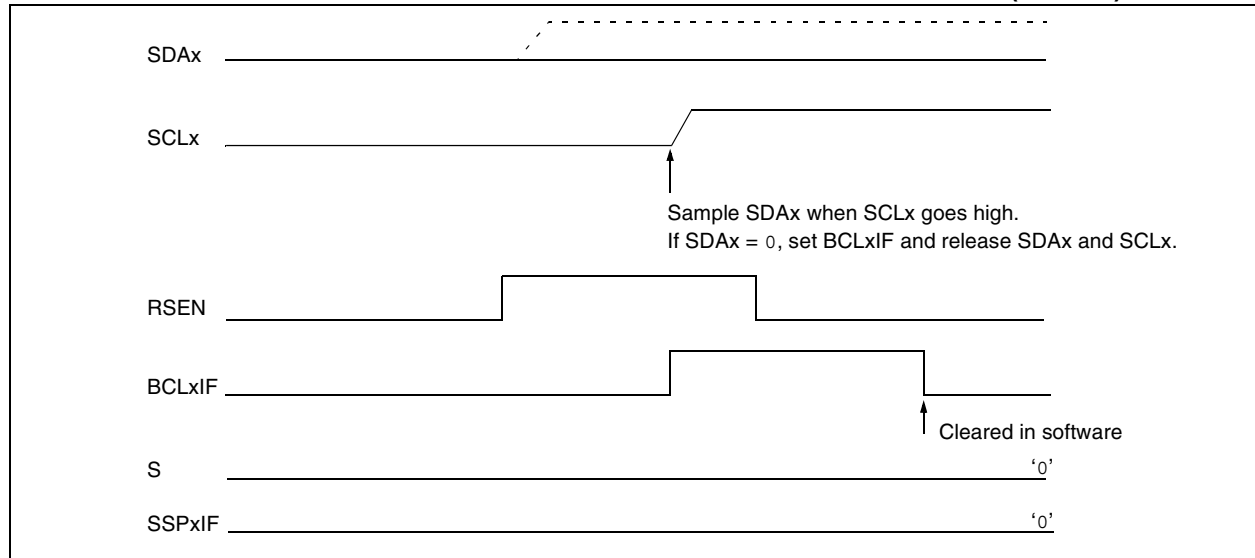 SDAx
SCLx
Sample SDAx when SCLx goes high.
If SDAx = 0, set BCLxIF and release SDAx and SCLx.
RSEN
BCLxIF
Cleared in software
S
‘0’
SSPxIF
‘0’